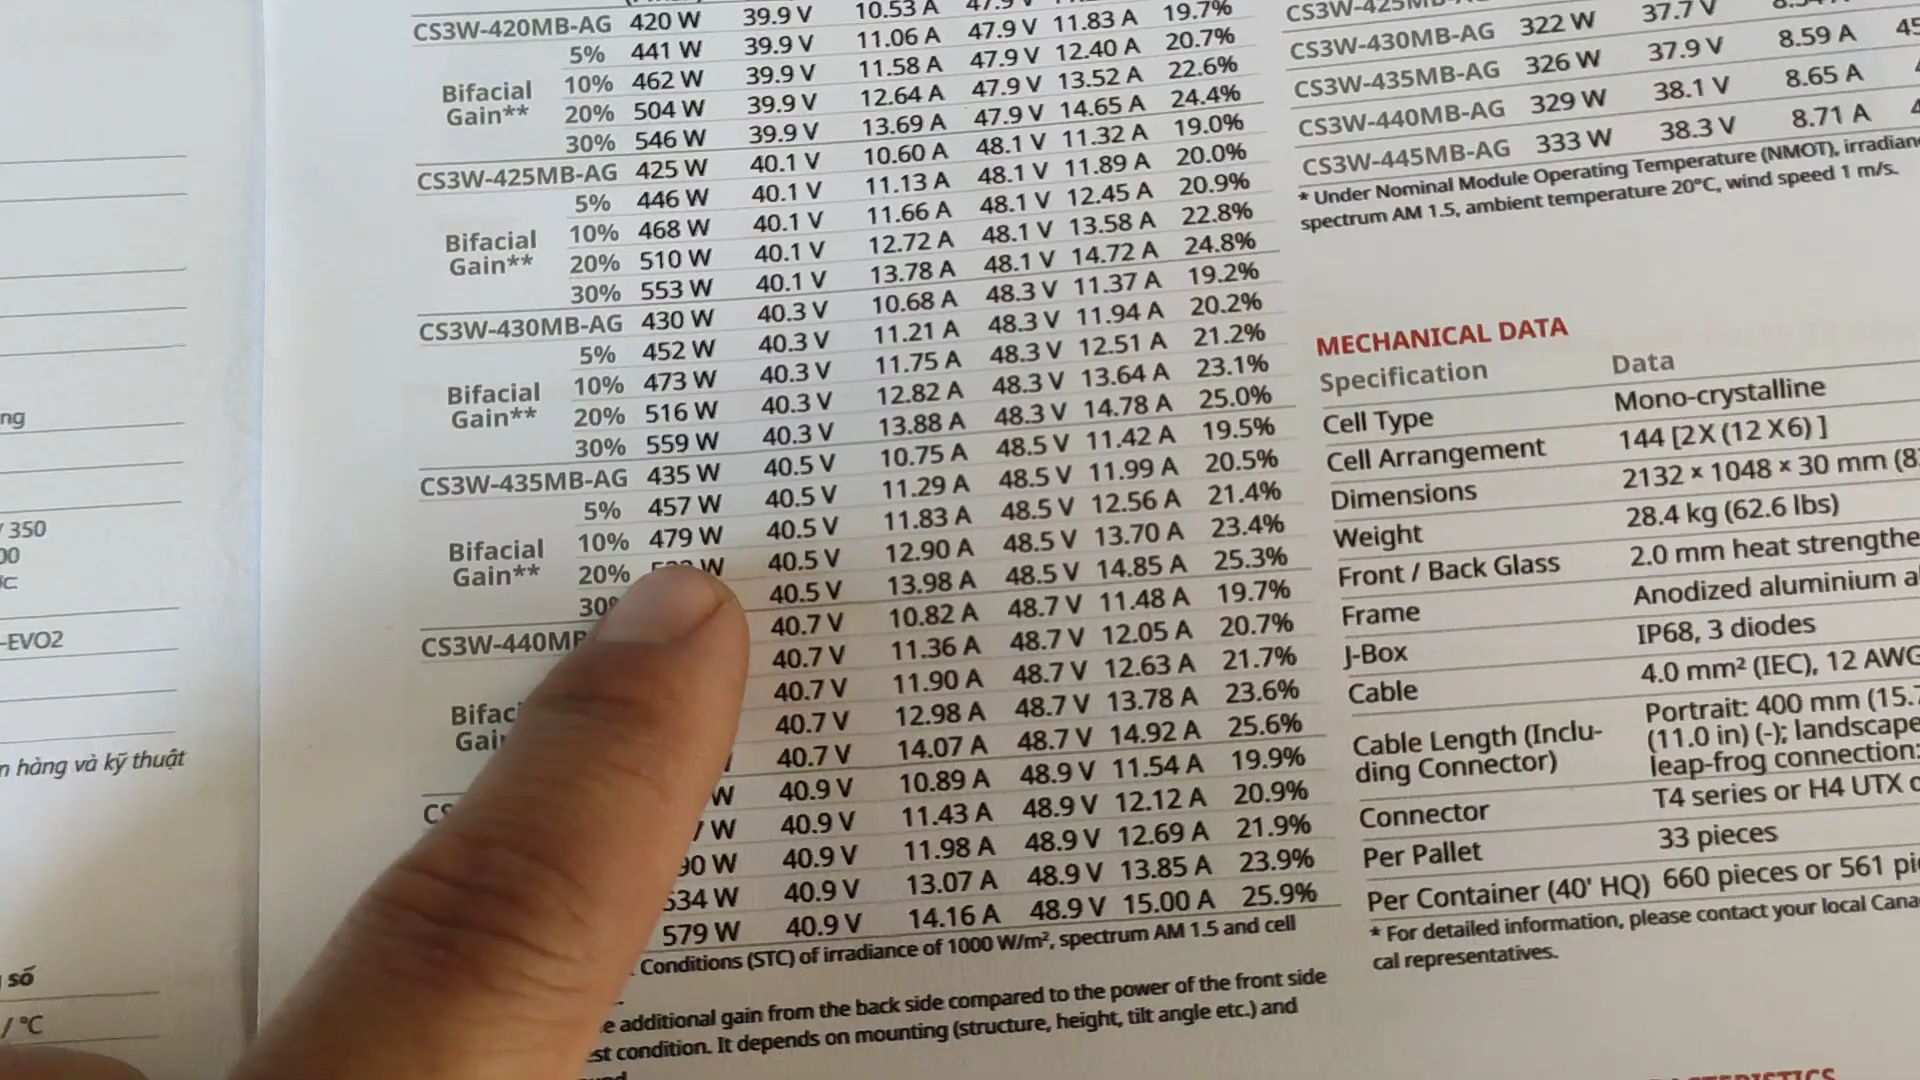 CS3W-420MB-AG 420 W 39.9 V 10.53 A 47.9 V
5% 441 W 39.9 V 11.06 A 47.9 V 11.83 A 19.7%
10% 462 W 39.9 V 11.58 A 47.9 V 12.40 A 20.7%
Bifacial Gain** 20% 504 W 39.9 V 12.64 A 47.9 V 13.52 A 22.6%
30% 546 W 39.9 V 13.69 A 47.9 V 14.65 A 24.4%
CS3W-425MB-AG 425 W 40.1 V 10.60 A 48.1 V 11.32 A 19.0%
5% 446 W 40.1 V 11.13 A 48.1 V 11.89 A 20.0%
10% 468 W 40.1 V 11.66 A 48.1 V 12.45 A 20.9%
Bifacial Gain** 20% 510 W 40.1 V 12.72 A 48.1 V 13.58 A 22.8%
30% 553 W 40.1 V 13.78 A 48.1 V 14.72 A 24.8%
CS3W-430MB-AG 430 W 40.3 V 10.68 A 48.3 V 11.37 A 19.2%
5% 452 W 40.3 V 11.21 A 48.3 V 11.94 A 20.2%
10% 473 W 40.3 V 11.75 A 48.3 V 12.51 A 21.2%
Bifacial Gain** 20% 516 W 40.3 V 12.82 A 48.3 V 13.64 A 23.1%
30% 559 W 40.3 V 13.88 A 48.3 V 14.78 A 25.0%
CS3W-435MB-AG 435 W 40.5 V 10.75 A 48.5 V 11.42 A 19.5%
5% 457 W 40.5 V 11.29 A 48.5 V 11.99 A 20.5%
10% 479 W 40.5 V 11.83 A 48.5 V 12.56 A 21.4%
Bifacial Gain** 20% W 40.5 V 12.90 A 48.5 V 13.70 A 23.4%
40.5 V 13.98 A 48.5 V 14.85 A 25.3%
CS3W-440MB 40.7 V 10.82 A 48.7 V 11.48 A 19.7%
40.7 V 11.36 A 48.7 V 12.05 A 20.7%
40.7 V 11.90 A 48.7 V 12.63 A 21.7%
40.7 V 12.98 A 48.7 V 13.78 A 23.6%
40.7 V 14.07 A 48.7 V 14.92 A 25.6%
W 40.9 V 10.89 A 48.9 V 11.54 A 19.9%
W 40.9 V 11.43 A 48.9 V 12.12 A 20.9%
90 W 40.9 V 11.98 A 48.9 V 12.69 A 21.9%
534 W 40.9 V 13.07 A 48.9 V 13.85 A 23.9%
579 W 40.9 V 14.16 A 48.9 V 15.00 A 25.9%
Conditions (STC) of irradiance of 1000 W/m², spectrum AM 1.5 and cell
additional gain from the back side compared to the power of the front side
condition. It depends on mounting (structure, height, tilt angle etc.) and
CS3W-425MB-AG 37.7 V
CS3W-430MB-AG 322 W 37.9 V 8.59 A
CS3W-435MB-AG 326 W 38.1 V 8.65 A
CS3W-440MB-AG 329 W 38.3 V 8.71 A
CS3W-445MB-AG 333 W
* Under Nominal Module Operating Temperature (NMOT),
spectrum AM 1.5, ambient temperature 20°C, wind speed 1 m/s.
MECHANICAL DATA
Specification Data
Cell Type Mono-crystalline
Cell Arrangement 144 [2 X (12 X 6) ]
Dimensions 2132 × 1048 × 30 mm
Weight 28.4 kg (62.6 lbs)
Front / Back Glass 2.0 mm heat
Frame Anodized aluminium
J-Box IP68, 3 diodes
Cable 4.0 mm² (IEC), 12 AWG
Cable Length (Inclu-
ding Connector)
Portrait: 400 mm
(11.0 in) (-); landscape
leap-frog connection:
Connector T4 series or H4 UTX
Per Pallet 33 pieces
Per Container (40' HQ) 660 pieces or 561
* For detailed information, please contact your local
cal representatives.
ng
/ 350
00
-EVO2
hàng và kỹ thuật
số
/ °C